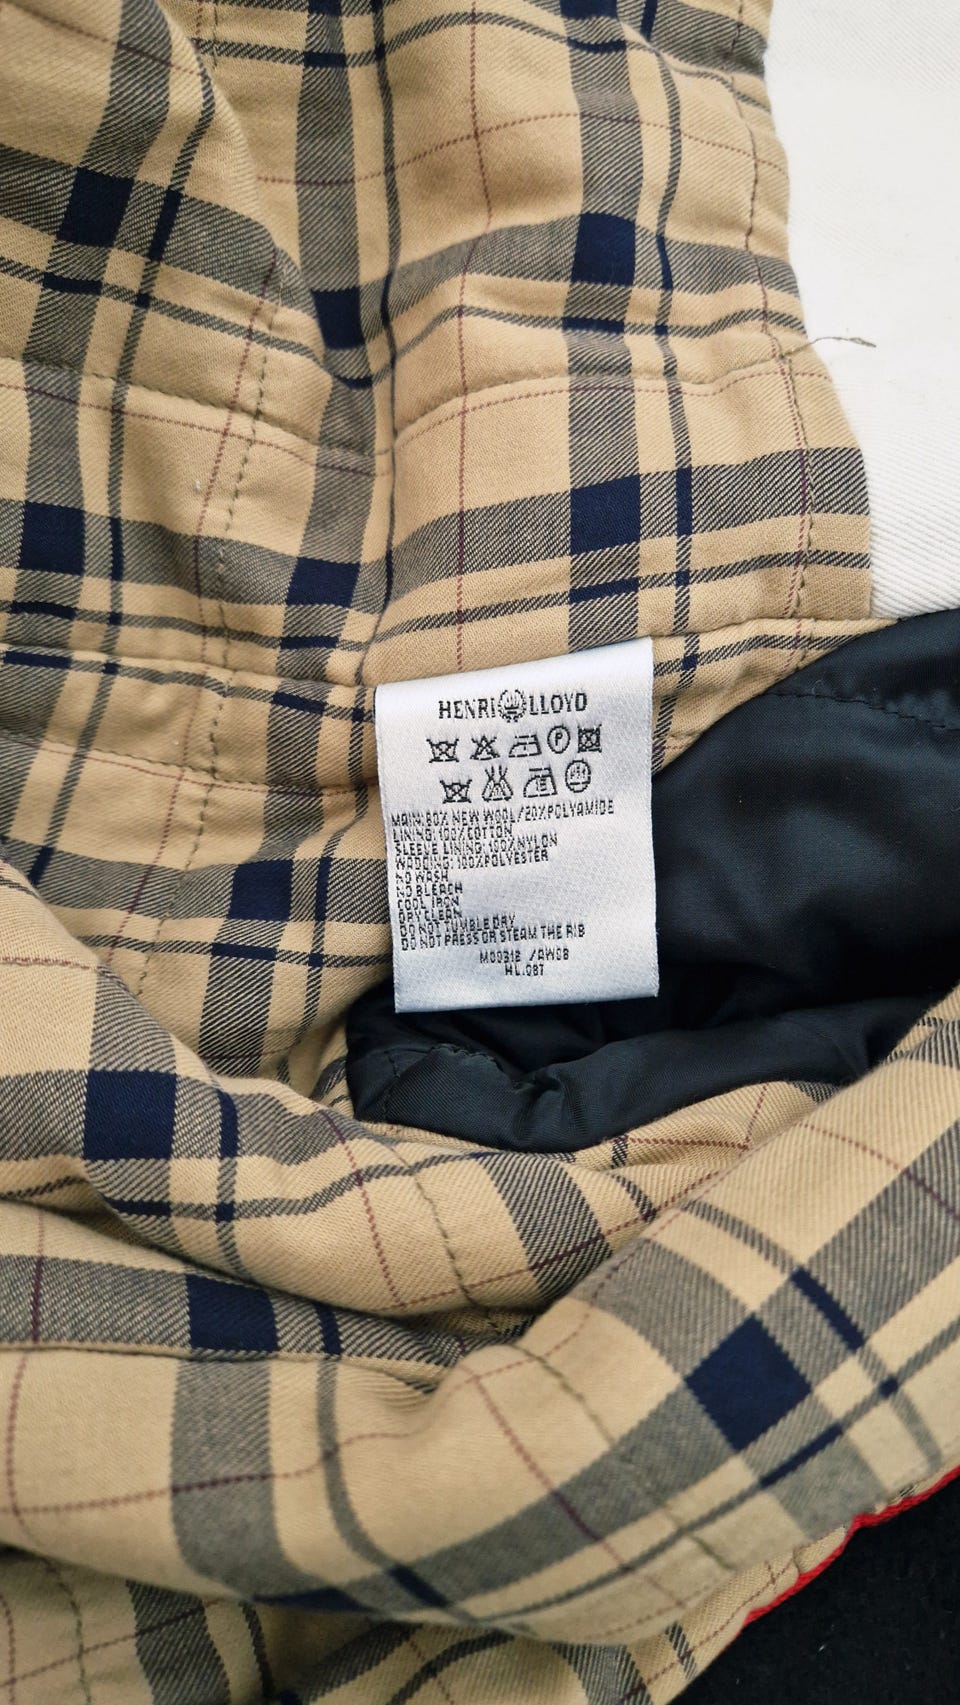 HENRI LLOYD
P
MAIN:80% NEW WOOL/20%POLYAMIDE
LINING:100%COTTON
SLEEVE LINING:100%NYLON
WADDING:100%POLYESTER
NO WASH
NO BLEACH
COOL IRON
DRY CLEAN
DO NOT TUMBLE DRY
DO NOT PRESS OR STEAM THE RIB
/AW08
HL.087